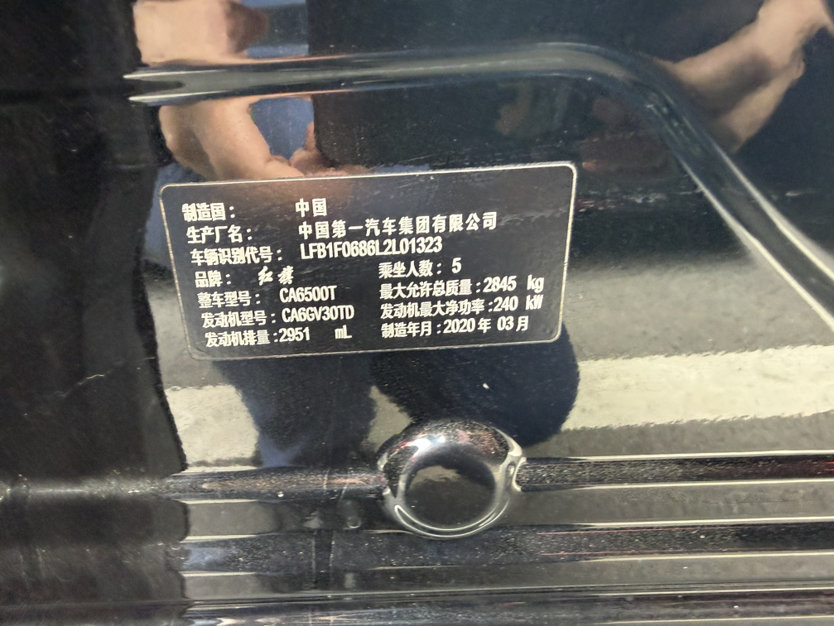 制造国： 中国
生产厂名： 中国第一汽车集团有限公司
车辆识别代号： LFB1F0686L2L01323
品牌： 红旗 乘坐人数：5
整车型号： CA6500T 最大允许总质量：2845 kg
发动机型号：CA6GV30TD 发动机最大净功率：240 kW
发动机排量：2951 mL 制造年月：2020年 03月